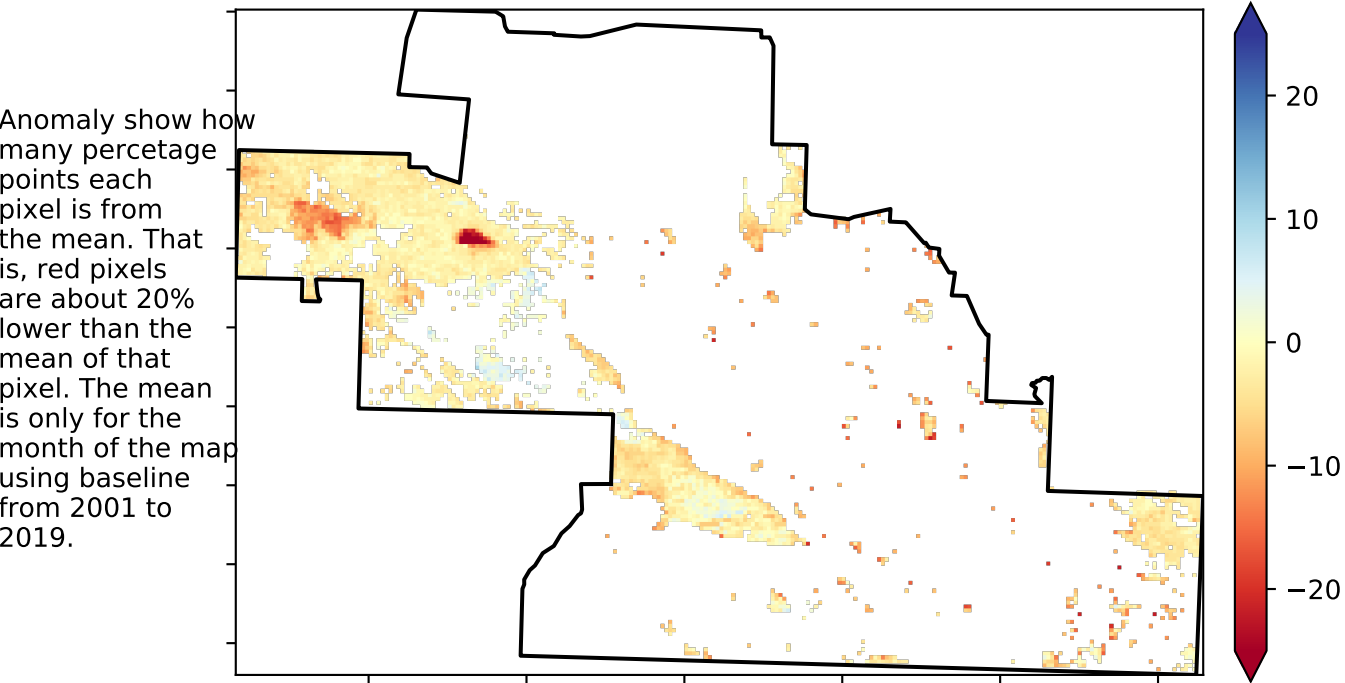 Anomaly show how
many percetage
points each
pixel is from
the mean. That
is, red pixels
are about 20%
lower than the
mean of that
pixel. The mean
is only for the
month of the map
using baseline
from 2001 to
2019.
20
10
0
−10
−20